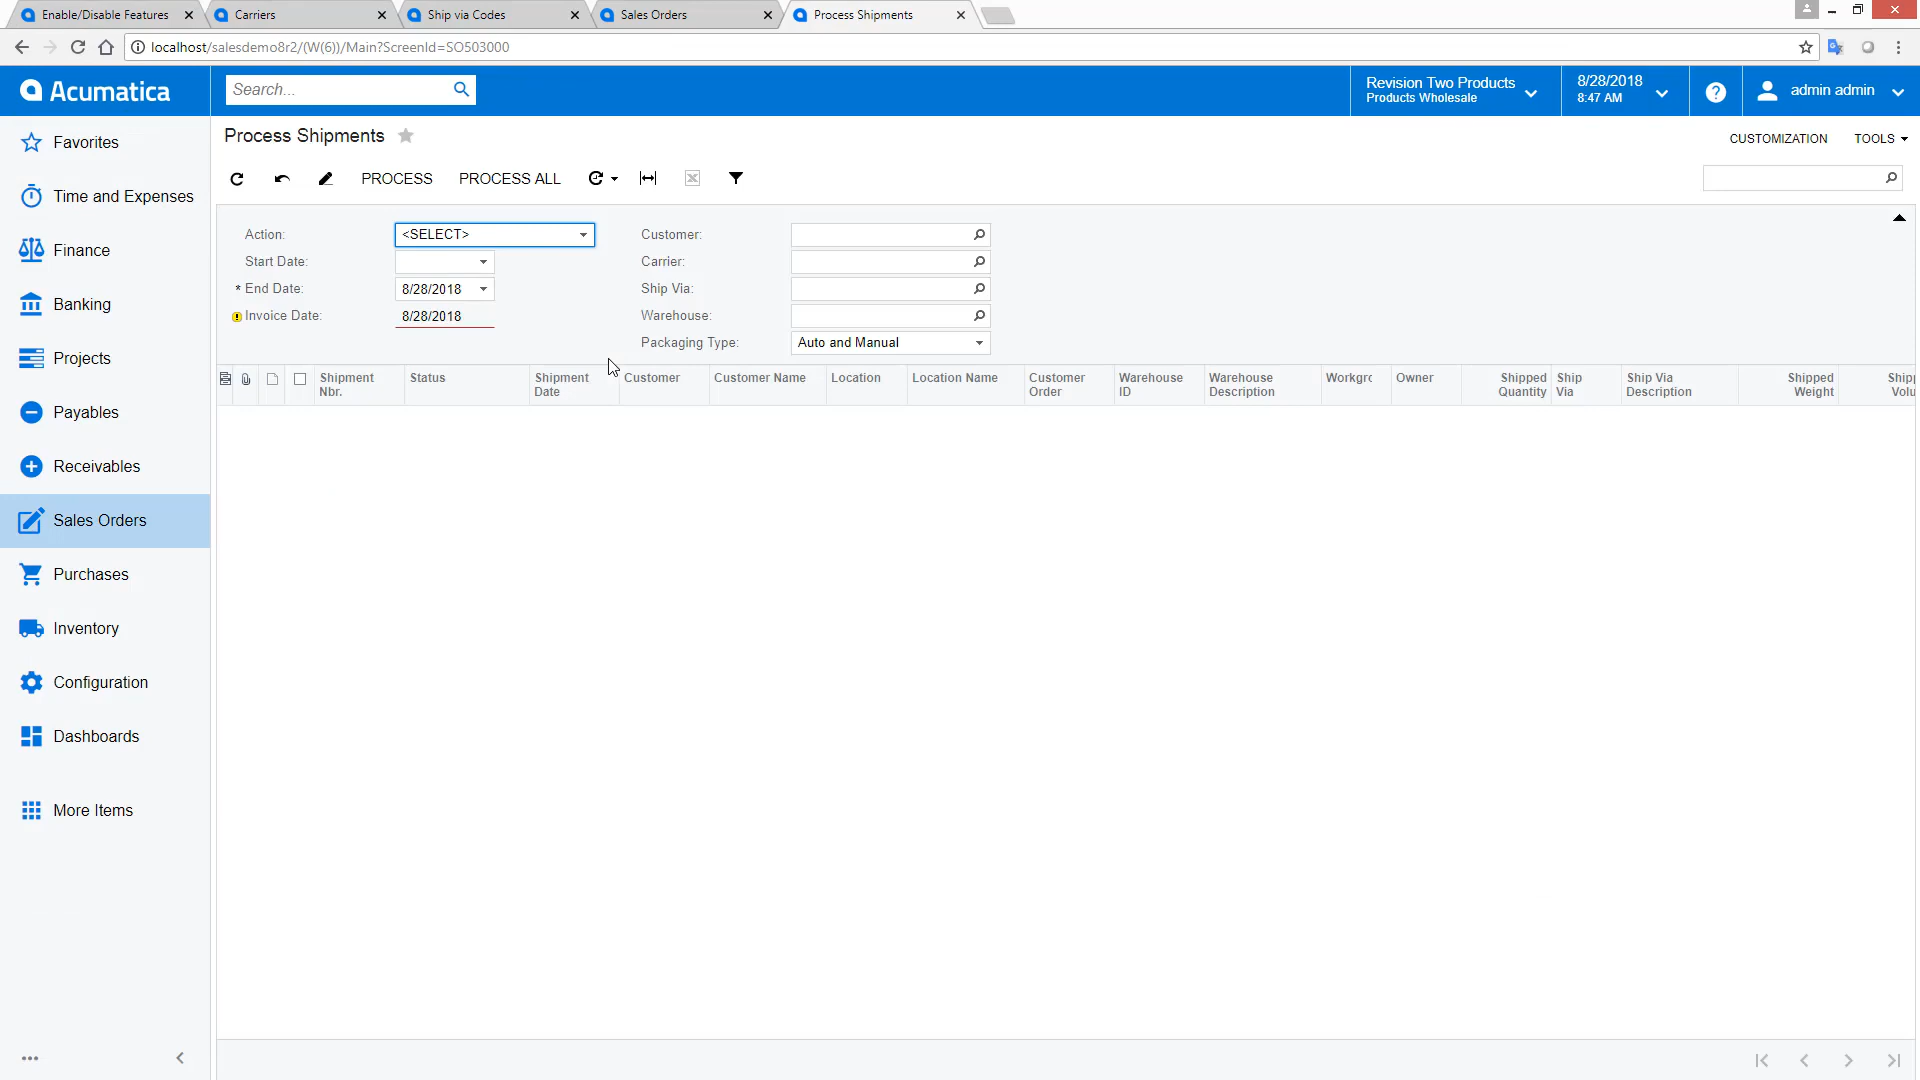 Enable/Disable Features
Carriers
Ship via Codes
Sales Orders
Process Shipments
localhost/salesdemo8r2/(W(6))/Main?ScreenId=SO503000
Acumatica
Search...
Revision Two Products
Products Wholesale
8/28/2018
8:47 AM
admin admin
Favorites
Time and Expenses
Finance
Banking
Projects
Payables
Receivables
Sales Orders
Purchases
Inventory
Configuration
Dashboards
More Items
Process Shipments
CUSTOMIZATION
TOOLS
PROCESS
PROCESS ALL
Action:
<SELECT>
Customer:
Start Date:
Carrier:
* End Date:
8/28/2018
Ship Via:
Invoice Date:
8/28/2018
Warehouse:
Packaging Type:
Auto and Manual
Shipment Nbr.
Status
Shipment Date
Customer
Customer Name
Location
Location Name
Customer Order
Warehouse ID
Warehouse Description
Workgrc
Owner
Shipped Quantity
Ship Via
Ship Via Description
Shipped Weight
Shipp
Volu